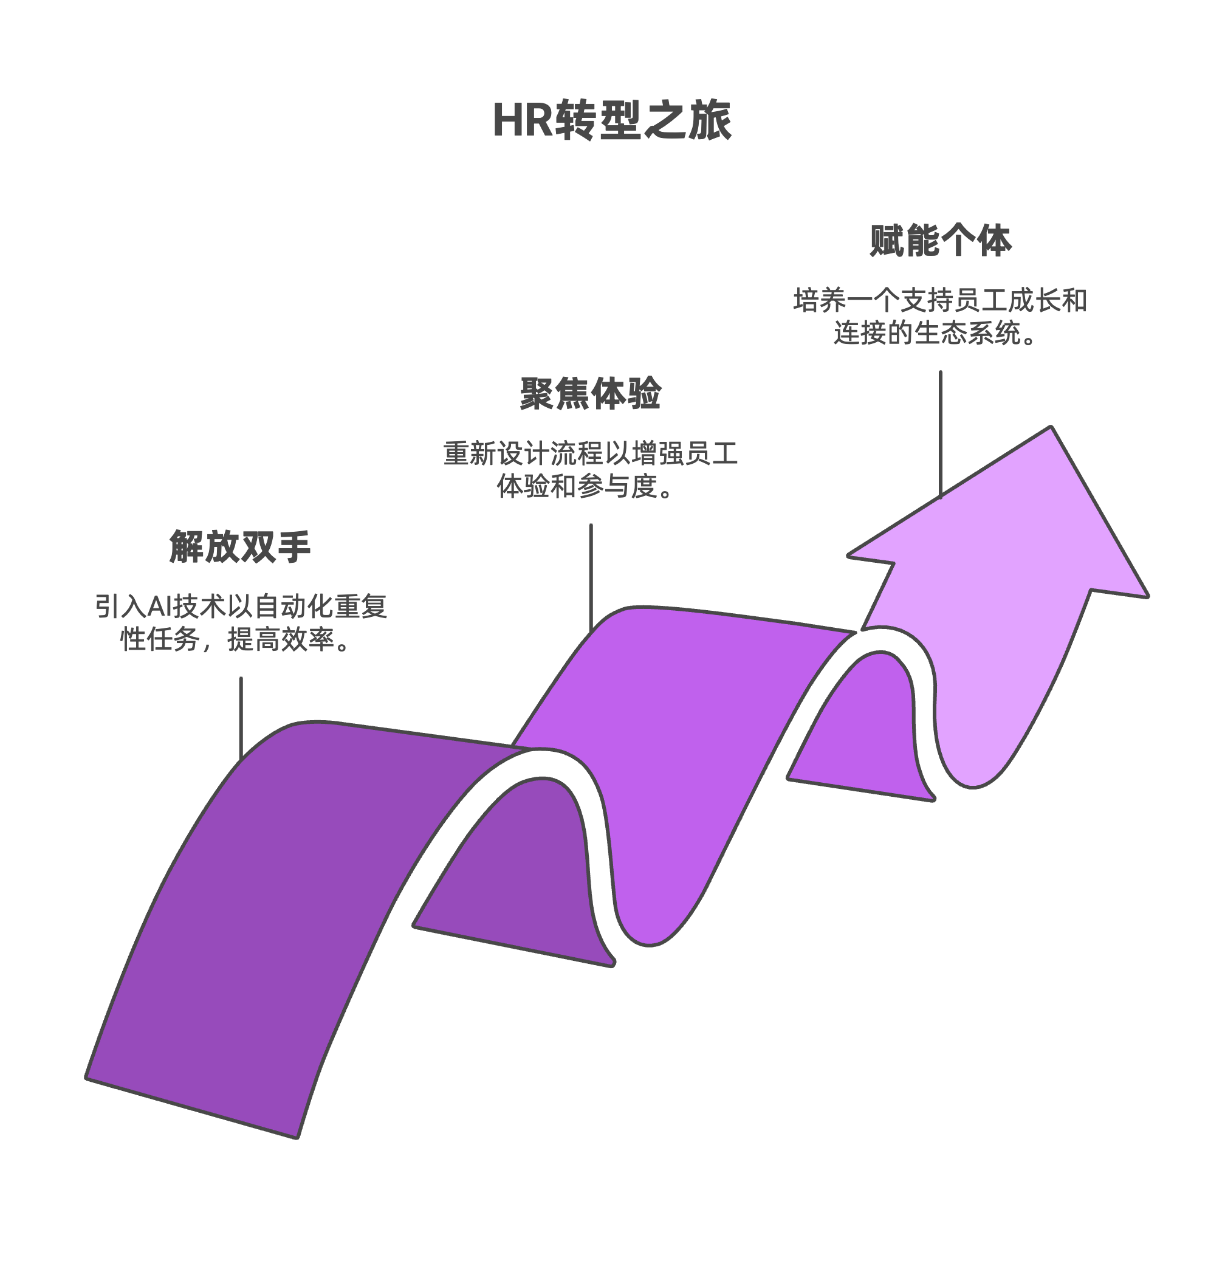 HR转型之旅
赋能个体
培养一个支持员工成长和
连接的生态系统。
聚焦体验
重新设计流程以增强员工
体验和参与度。
解放双手
引入AI技术以自动化重复
性任务，提高效率。